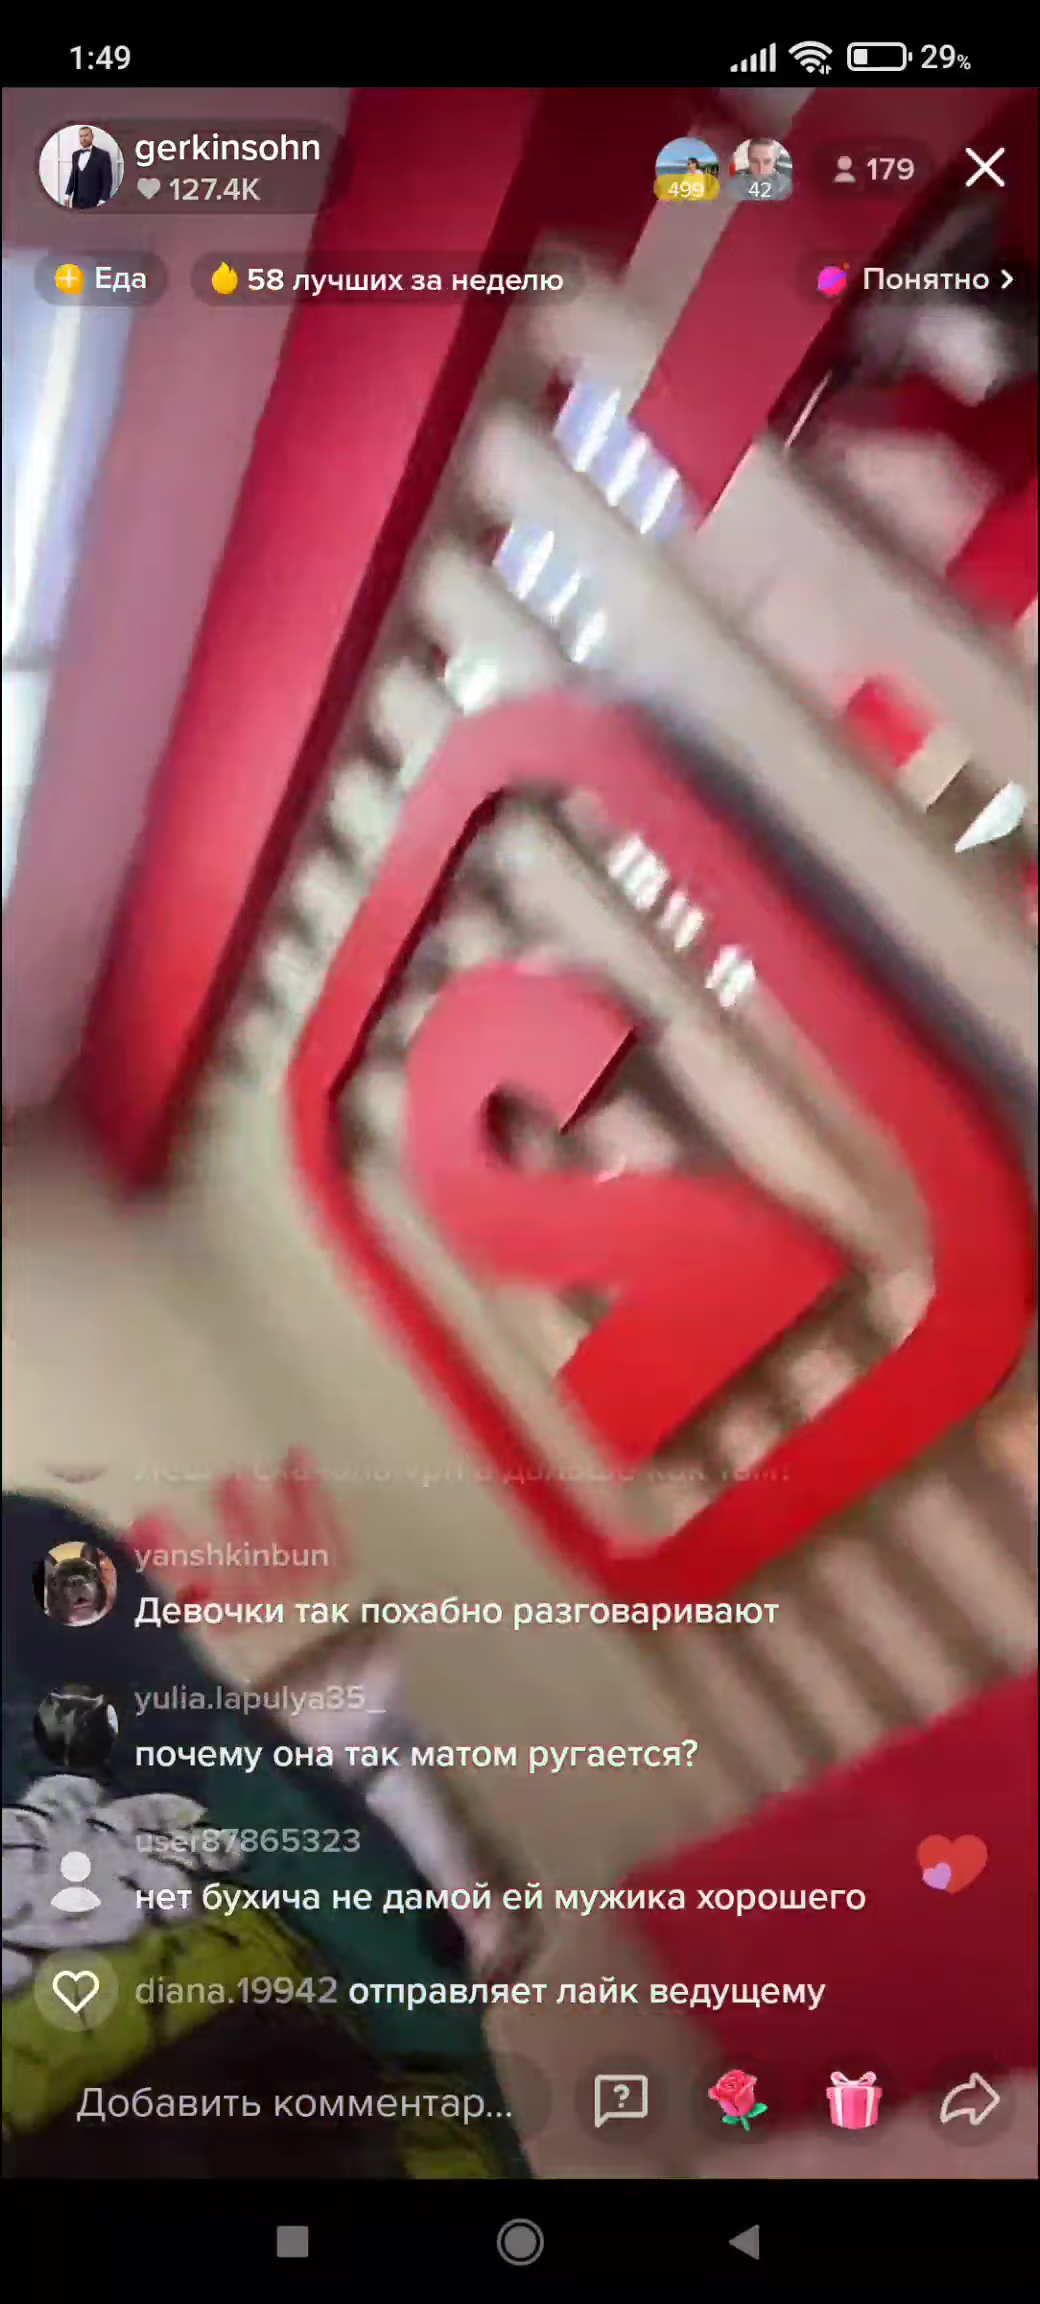 1:49
29%
gerkinsohn
127.4K
499
42
179
Еда
58 лучших за неделю
Понятно
yanshkinbun
Девочки так похабно разговаривают
yulia.lapulya35_
почему она так матом ругается?
user87865323
нет бухича не дамой ей мужика хорошего
diana.19942 отправляет лайк ведущему
Добавить комментар...